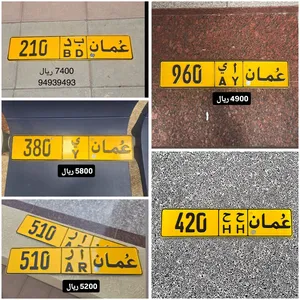 210 ب د عُمان
B D
7400 ريال
94939493
960 أ ي عُمان
A Y
4900 ريال
380 ي عُمان
Y
5800 ريال
510 أ ر
510 أ ر عُمان
A R
5200 ريال
420 ح ح عُمان
H H